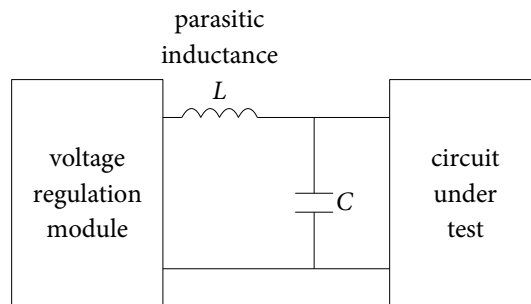 parasitic
inductance
L
voltage
regulation
module
C
circuit
under
test